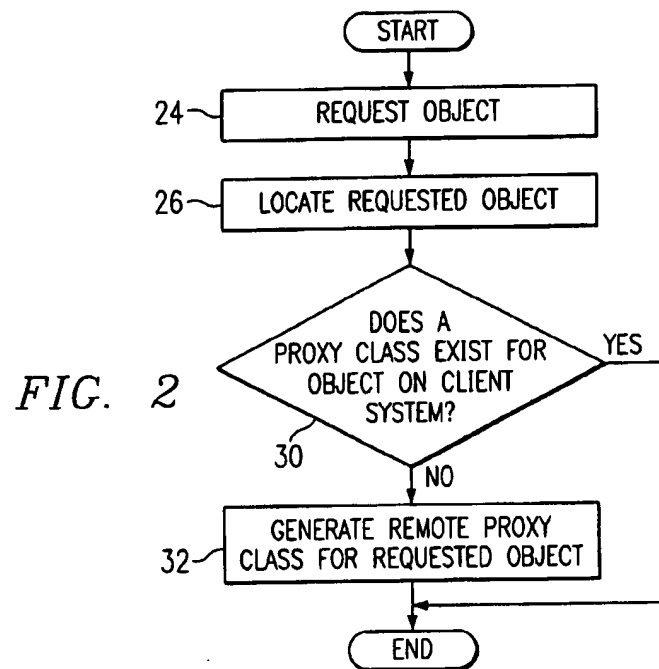 START
24
REQUEST OBJECT
26
LOCATE REQUESTED OBJECT
DOES A
PROXY CLASS EXIST FOR
OBJECT ON CLIENT
SYSTEM?
YES
FIG. 2
30
NO
32
GENERATE REMOTE PROXY
CLASS FOR REQUESTED OBJECT
END